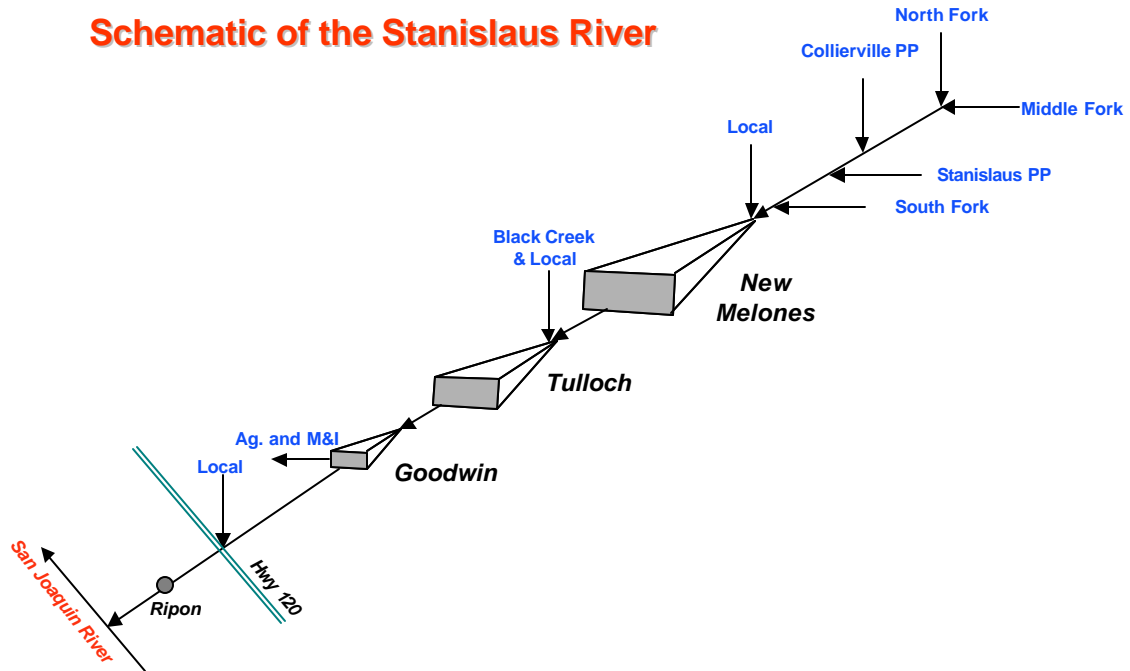 Schematic of the Stanislaus River
North Fork
Collierville PP
Middle Fork
Local
Stanislaus PP
South Fork
Black Creek
& Local
New
Melones
Tulloch
Ag. and M&I
Goodwin
Local
Hwy 120
San Joaquin River
Ripon